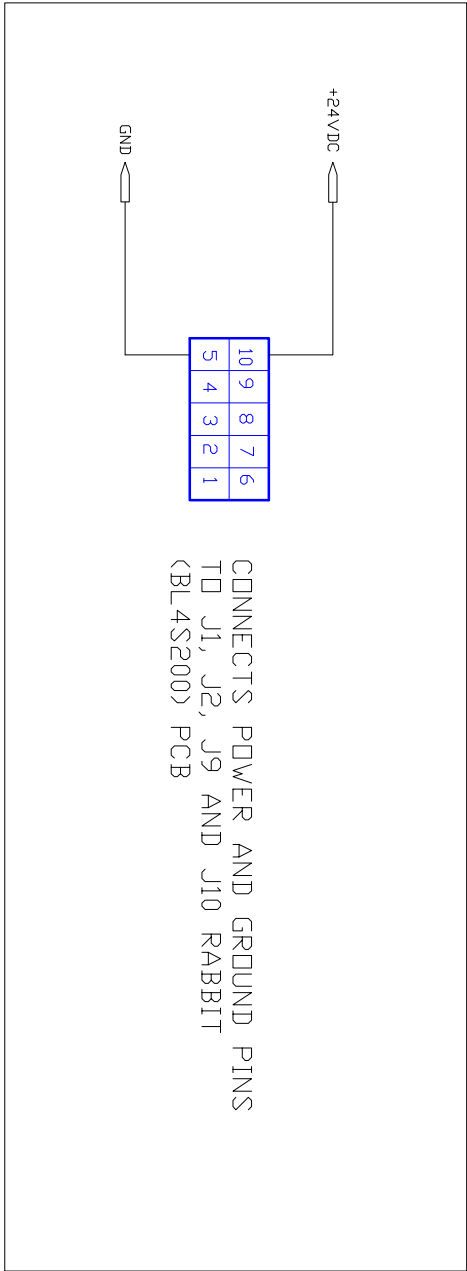 +24VDC
GND
10 9 8 7 6
5 4 3 2 1
CONNECTS POWER AND GROUND PINS
TO J1, J2, J9 AND J10 RABBIT
(BL4S200) PCB